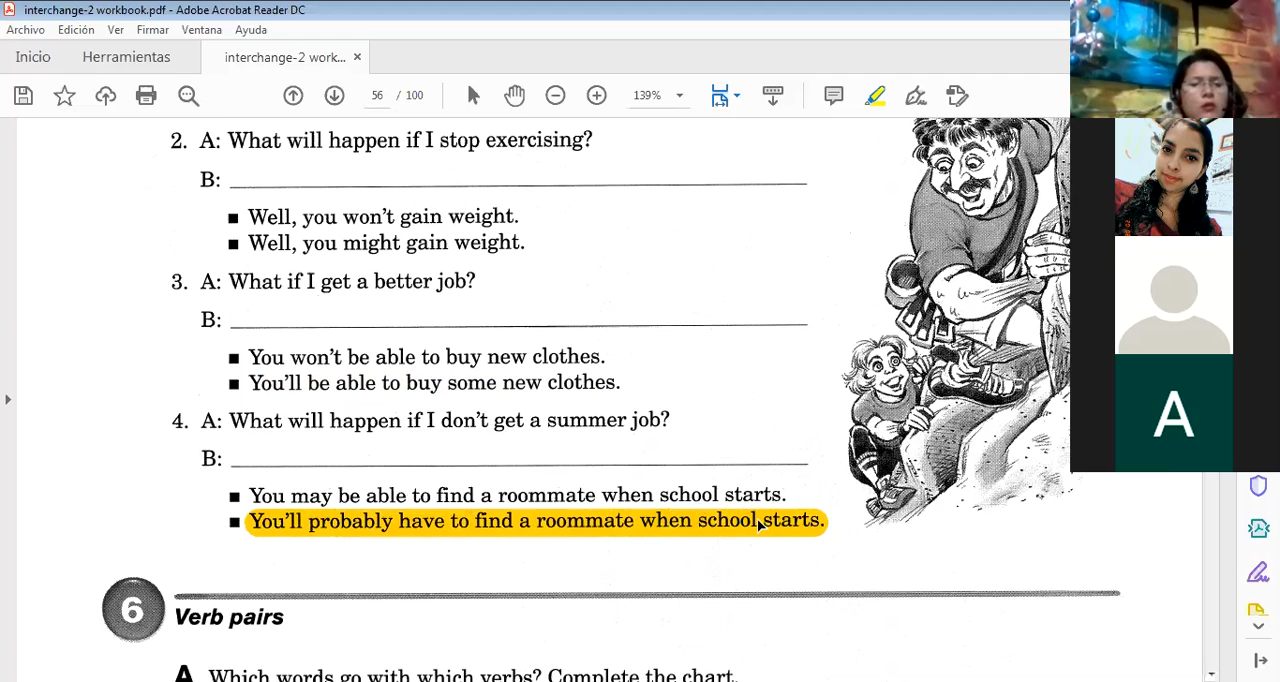 interchange-2 workbook.pdf - Adobe Acrobat Reader DC
Archivo Edición Ver Firmar Ventana Ayuda
Inicio Herramientas interchange-2 work... ×
56 / 100 139%
2. A: What will happen if I stop exercising?
B:
■ Well, you won't gain weight.
■ Well, you might gain weight.
3. A: What if I get a better job?
B:
■ You won't be able to buy new clothes.
■ You'll be able to buy some new clothes.
4. A: What will happen if I don't get a summer job?
B:
■ You may be able to find a roommate when school starts.
■ You'll probably have to find a roommate when school starts.
6
Verb pairs
A Which words go with which verbs? Complete the chart.
A